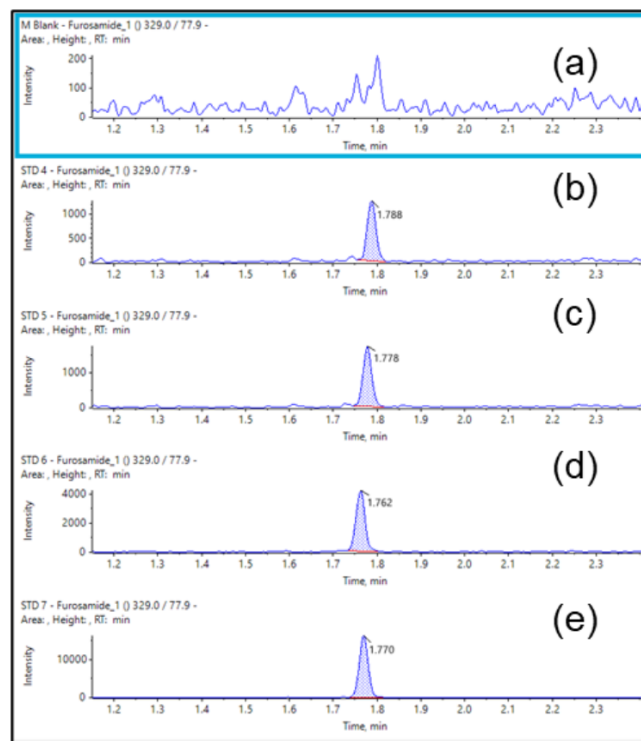 M Blank - Furosamide_1 () 329.0 / 77.9 -
Area: , Height: , RT: min
(a)
200
100
0
Intensity
1.2 1.3 1.4 1.5 1.6 1.7 1.8 1.9 2.0 2.1 2.2 2.3
Time, min
STD 4 - Furosamide_1 () 329.0 / 77.9 -
Area: , Height: , RT: min
(b)
1000
500
0
Intensity
1.788
1.2 1.3 1.4 1.5 1.6 1.7 1.8 1.9 2.0 2.1 2.2 2.3
Time, min
STD 5 - Furosamide_1 () 329.0 / 77.9 -
Area: , Height: , RT: min
(c)
1000
0
Intensity
1.778
1.2 1.3 1.4 1.5 1.6 1.7 1.8 1.9 2.0 2.1 2.2 2.3
Time, min
STD 6 - Furosamide_1 () 329.0 / 77.9 -
Area: , Height: , RT: min
(d)
4000
2000
0
Intensity
1.762
1.2 1.3 1.4 1.5 1.6 1.7 1.8 1.9 2.0 2.1 2.2 2.3
Time, min
STD 7 - Furosamide_1 () 329.0 / 77.9 -
Area: , Height: , RT: min
(e)
10000
0
Intensity
1.770
1.2 1.3 1.4 1.5 1.6 1.7 1.8 1.9 2.0 2.1 2.2 2.3
Time, min